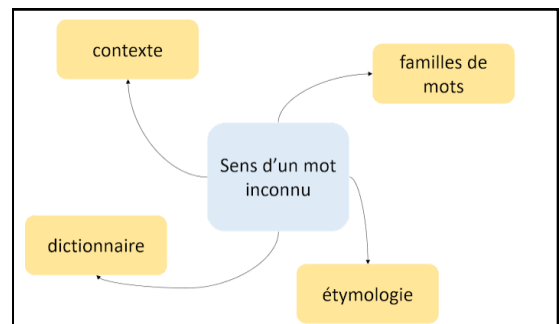 contexte
familles de
mots
Sens d’un mot
inconnu
dictionnaire
étymologie